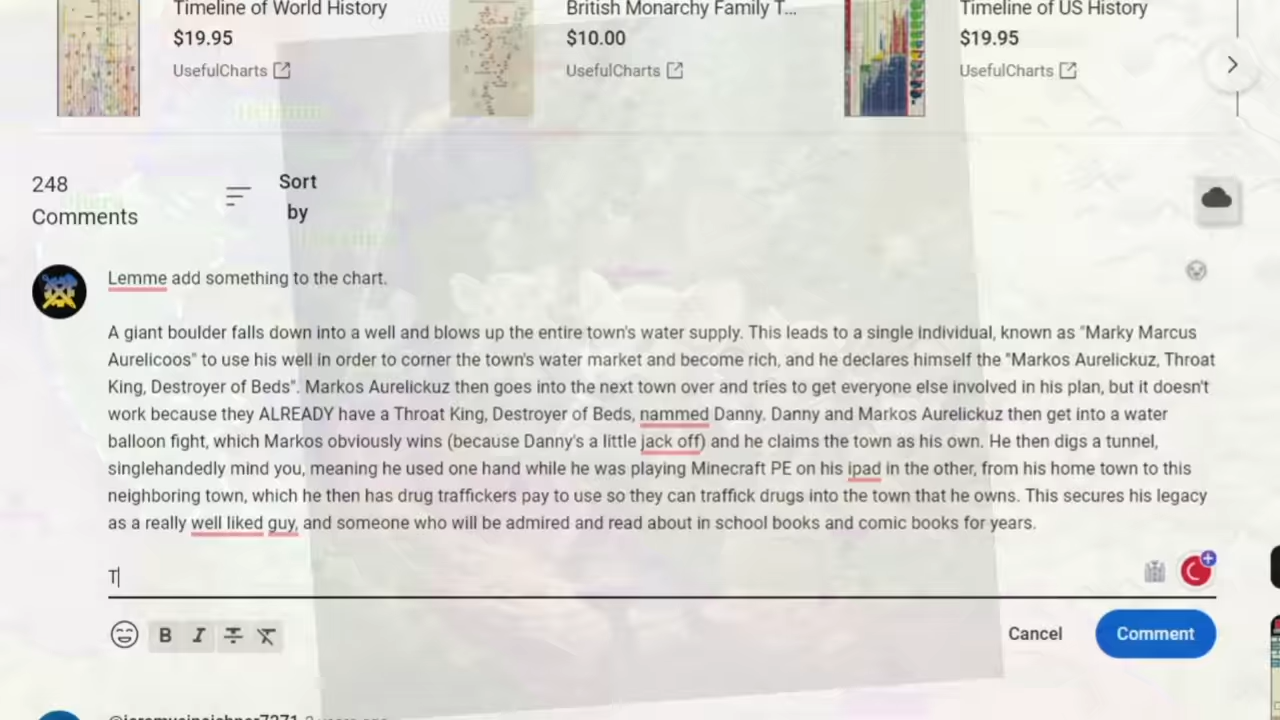 Timeline of World History
British Monarchy Family T...
Timeline of US History
$19.95
$10.00
$19.95
UsefulCharts
UsefulCharts
UsefulCharts
248
Comments
Sort
by
Lemme add something to the chart.
A giant boulder falls down into a well and blows up the entire town's water supply. This leads to a single individual, known as "Marky Marcus
Aurelicoos" to use his well in order to corner the town's water market and become rich, and he declares himself the "Markos Aurelickuz, Throat
King, Destroyer of Beds". Markos Aurelickuz then goes into the next town over and tries to get everyone else involved in his plan, but it doesn't
work because they ALREADY have a Throat King, Destroyer of Beds, nammed Danny. Danny and Markos Aurelickuz then get into a water
balloon fight, which Markos obviously wins (because Danny's a little jack off) and he claims the town as his own. He then digs a tunnel,
singlehandedly mind you, meaning he used one hand while he was playing Minecraft PE on his ipad in the other, from his home town to this
neighboring town, which he then has drug traffickers pay to use so they can traffick drugs into the town that he owns. This secures his legacy
as a really well liked guy, and someone who will be admired and read about in school books and comic books for years.
T
B I
Cancel
Comment